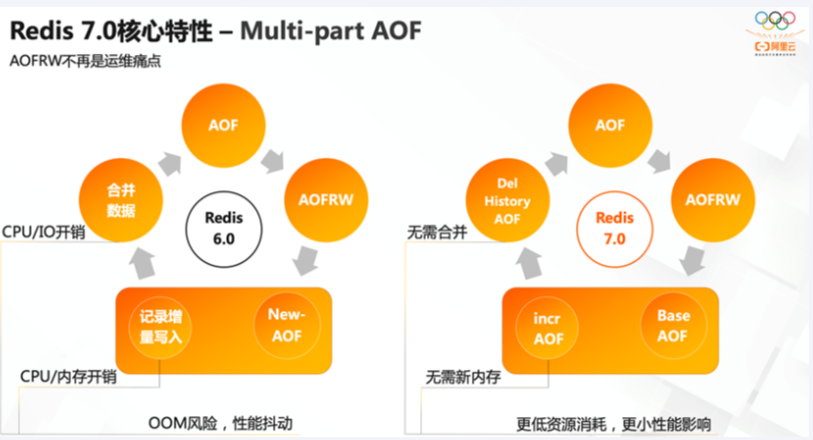 Redis 7.0核心特性 – Multi-part AOF
AOFRW不再是运维痛点
阿里云
AOF
合并
数据
AOFRW
Redis
6.0
CPU/IO开销
记录增
量写入
New-
AOF
CPU/内存开销
OOM风险，性能抖动
AOF
Del
History
AOF
AOFRW
Redis
7.0
无需合并
incr
AOF
Base
AOF
无需新内存
更低资源消耗，更小性能影响